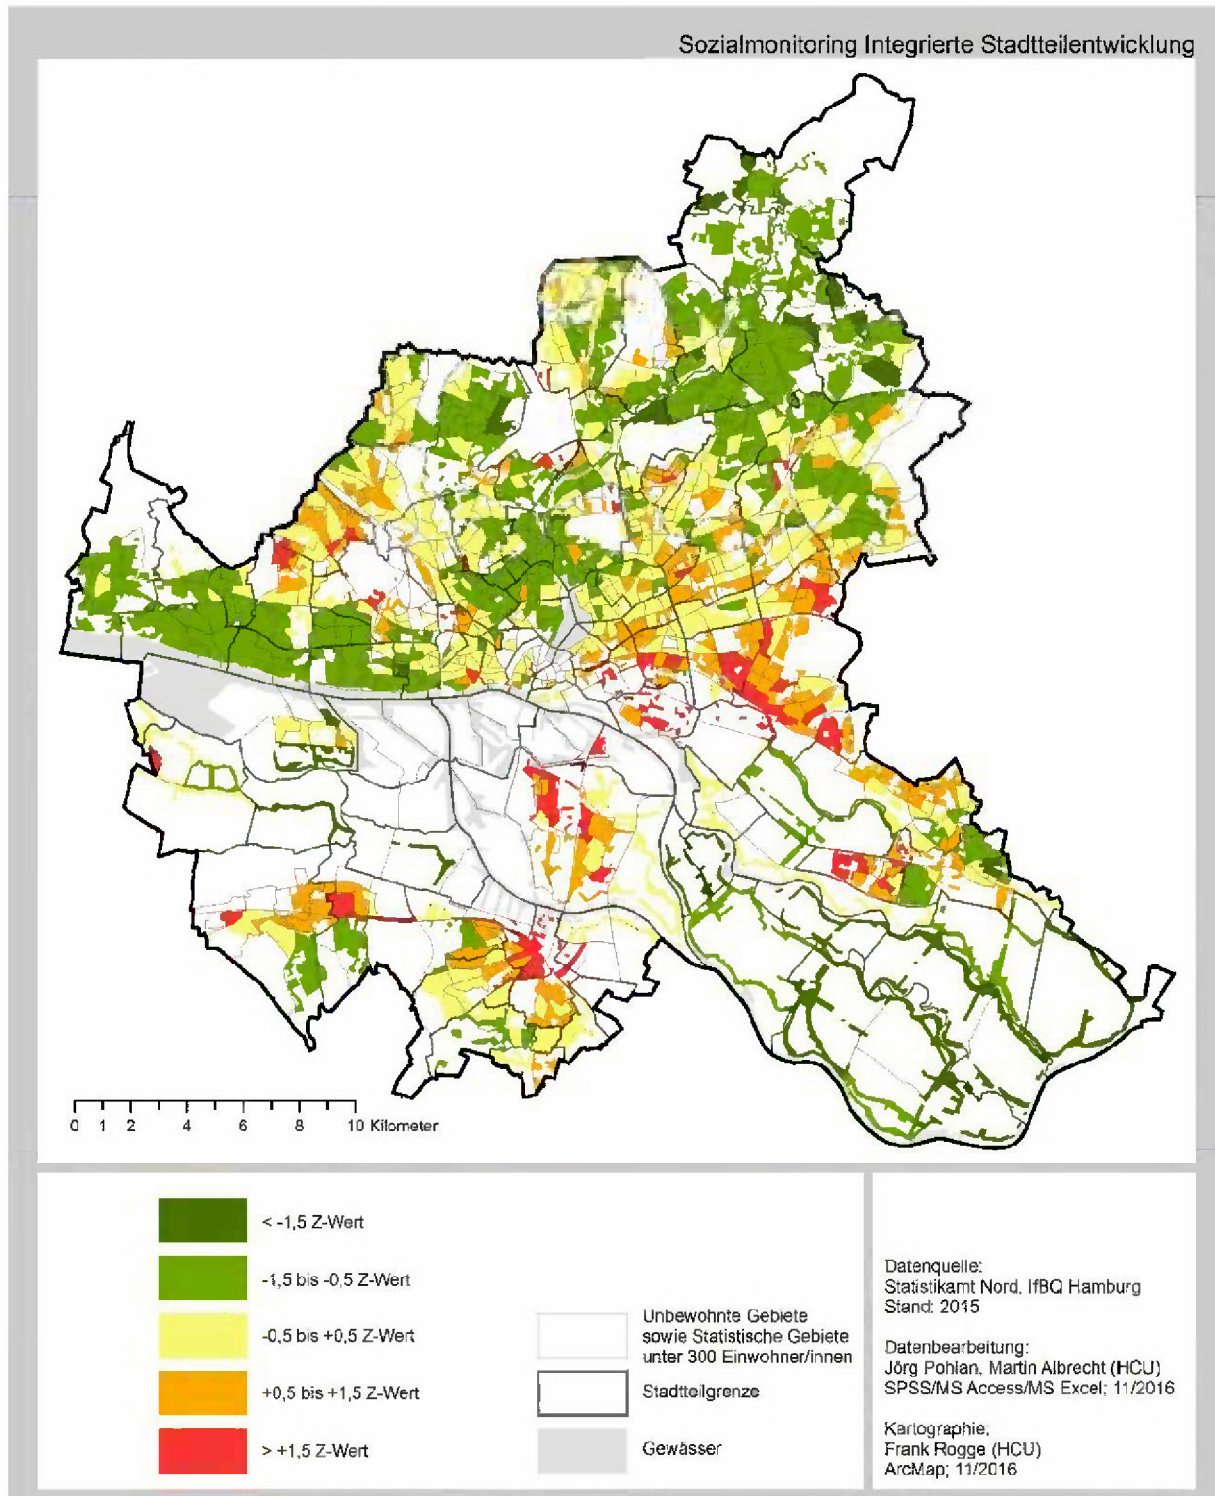 Sozialmonitoring Integrierte Stadtteilentwicklung
0 1 2 4 6 8 10 Kilometer
< -1,5 Z-Wert
-1,5 bis -0,5 Z-Wert
-0,5 bis +0,5 Z-Wert
+0,5 bis +1,5 Z-Wert
> +1,5 Z-Wert
Unbewohnte Gebiete
sowie Statistische Gebiete
unter 300 Einwohner/innen
Stadtteilgrenze
Gewässer
Datenquelle:
Statistikamt Nord, IfBQ Hamburg
Stand: 2015
Datenbearbeitung:
Jörg Pohlan, Martin Albrecht (HCU)
SPSS/MS Access/MS Excel; 11/2016
Kartographie:
Frank Rogge (HCU)
ArcMap; 11/2016